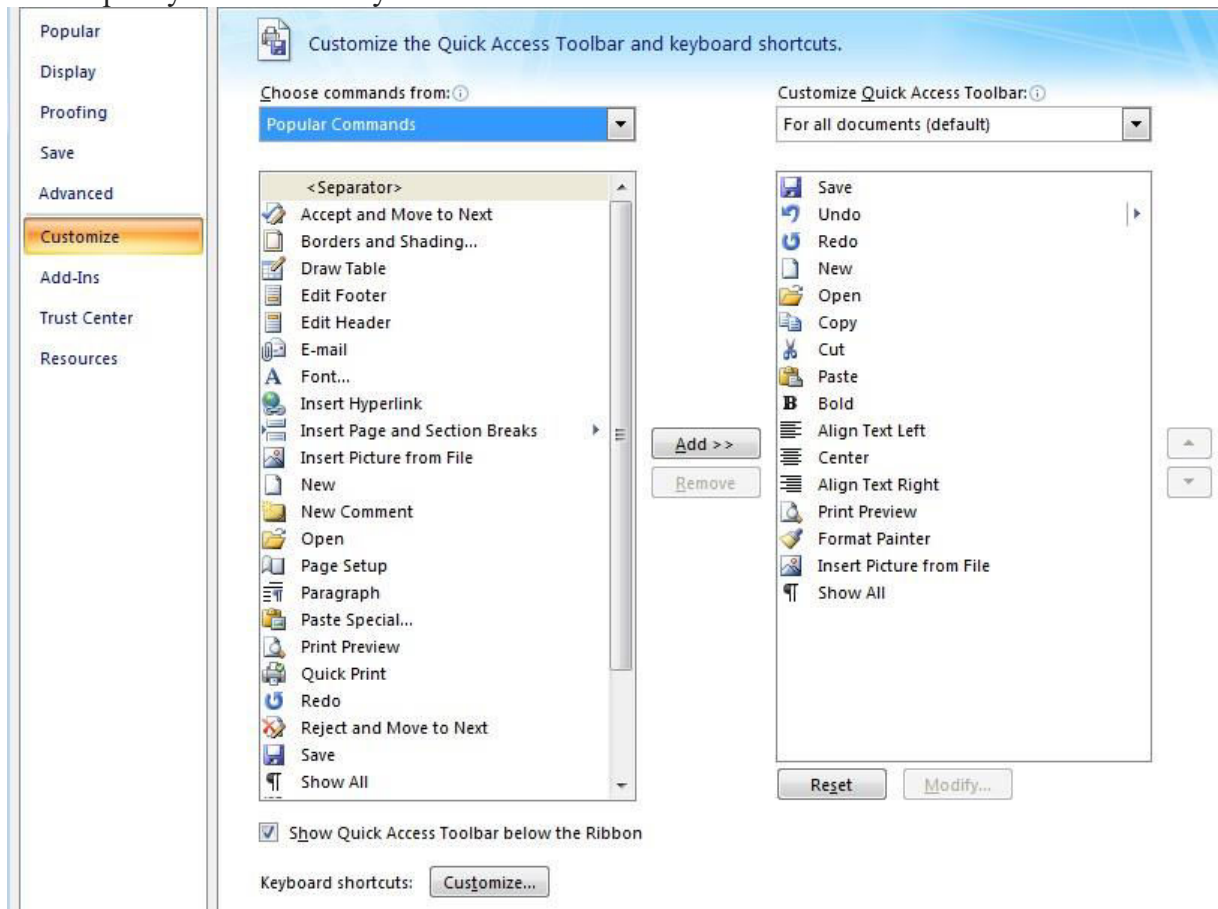 Popular
Display
Proofing
Save
Advanced
Customize
Add-Ins
Trust Center
Resources
Customize the Quick Access Toolbar and keyboard shortcuts.
Choose commands from:
Popular Commands
<Separator>
Accept and Move to Next
Borders and Shading...
Draw Table
Edit Footer
Edit Header
E-mail
Font...
Insert Hyperlink
Insert Page and Section Breaks
Insert Picture from File
New
New Comment
Open
Page Setup
Paragraph
Paste Special...
Print Preview
Quick Print
Redo
Reject and Move to Next
Save
Show All
Add >>
Remove
Customize Quick Access Toolbar:
For all documents (default)
Save
Undo
Redo
New
Open
Copy
Cut
Paste
Bold
Align Text Left
Center
Align Text Right
Print Preview
Format Painter
Insert Picture from File
Show All
Reset
Modify...
Show Quick Access Toolbar below the Ribbon
Keyboard shortcuts: Customize...